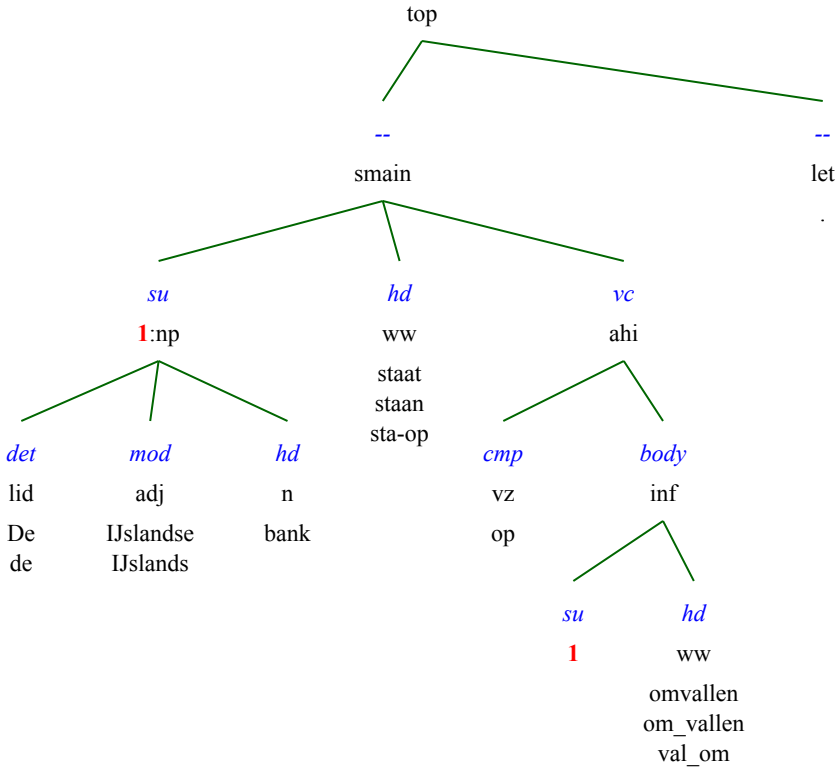 top
-- --
smain let
.
su hd vc
1:np ww ahi
staat
staan
sta-op
det mod hd cmp body
lid adj n vz inf
De IJslandse bank op
de IJslands
su hd
1 ww
omvallen
om_vallen
val_om